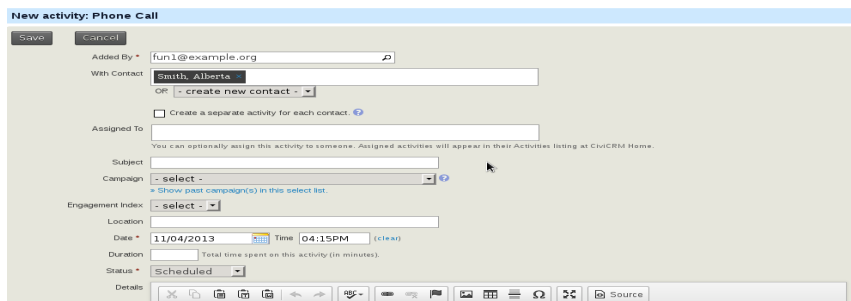 New activity: Phone Call
Save Cancel
Added By * fun1@example.org
With Contact Smith, Alberta ×
OR - create new contact -
Create a separate activity for each contact.
Assigned To
You can optionally assign this activity to someone. Assigned activities will appear in their Activities listing at CiviCRM Home.
Subject
Campaign - select -
» Show past campaign(s) in this select list.
Engagement Index - select -
Location
Date * 11/04/2013 Time 04:15PM (clear)
Duration Total time spent on this activity (in minutes).
Status * Scheduled
Details ABC Ω Source